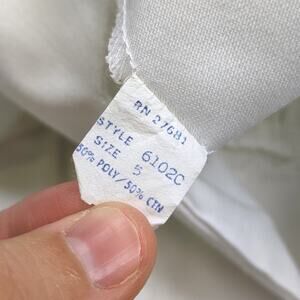 RN 27681
STYLE 6102C
SIZE 5
50% POLY/50% CTN